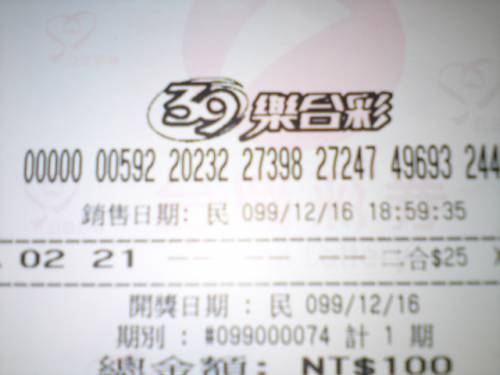 39樂合彩
00000 00592 20232 27398 27247 49693 244
銷售日期: 民 099/12/16 18:59:35
02 21 -- -- -- 二合$25
開獎日期 : 民 099/12/16
期別 : #099000074 計 1 期
總金額: NT$100